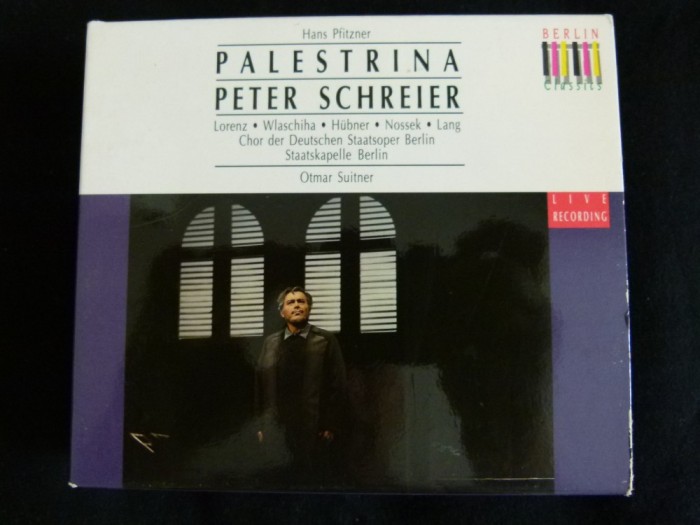 Hans Pfitzner
PALESTRINA
PETER SCHREIER
Lorenz • Wlaschiha • Hübner • Nossek • Lang
Chor der Deutschen Staatsoper Berlin
Staatskapelle Berlin
Otmar Suitner
BERLIN
Classics
LIVE
RECORDING